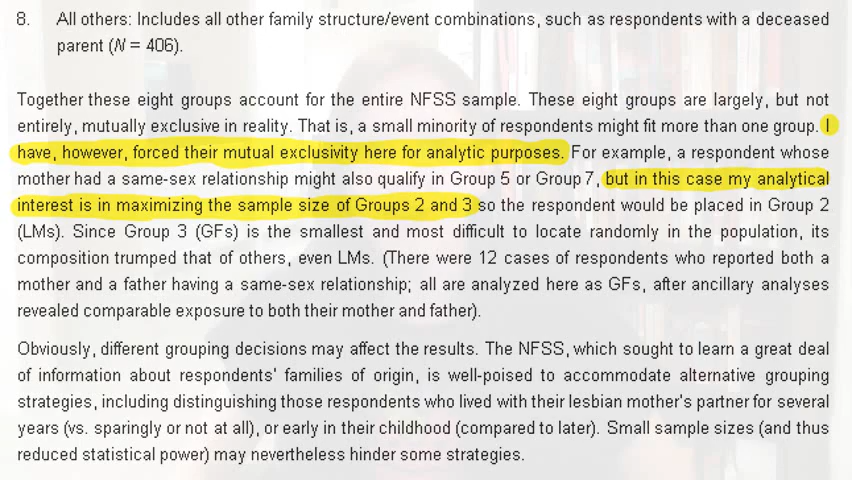 8. All others: Includes all other family structure/event combinations, such as respondents with a deceased
parent (N = 406).
Together these eight groups account for the entire NFSS sample. These eight groups are largely, but not
entirely, mutually exclusive in reality. That is, a small minority of respondents might fit more than one group. I
have, however, forced their mutual exclusivity here for analytic purposes. For example, a respondent whose
mother had a same-sex relationship might also qualify in Group 5 or Group 7, but in this case my analytical
interest is in maximizing the sample size of Groups 2 and 3 so the respondent would be placed in Group 2
(LMs). Since Group 3 (GFs) is the smallest and most difficult to locate randomly in the population, its
composition trumped that of others, even LMs. (There were 12 cases of respondents who reported both a
mother and a father having a same-sex relationship; all are analyzed here as GFs, after ancillary analyses
revealed comparable exposure to both their mother and father).
Obviously, different grouping decisions may affect the results. The NFSS, which sought to learn a great deal
of information about respondents' families of origin, is well-poised to accommodate alternative grouping
strategies, including distinguishing those respondents who lived with their lesbian mother's partner for several
years (vs. sparingly or not at all), or early in their childhood (compared to later). Small sample sizes (and thus
reduced statistical power) may nevertheless hinder some strategies.